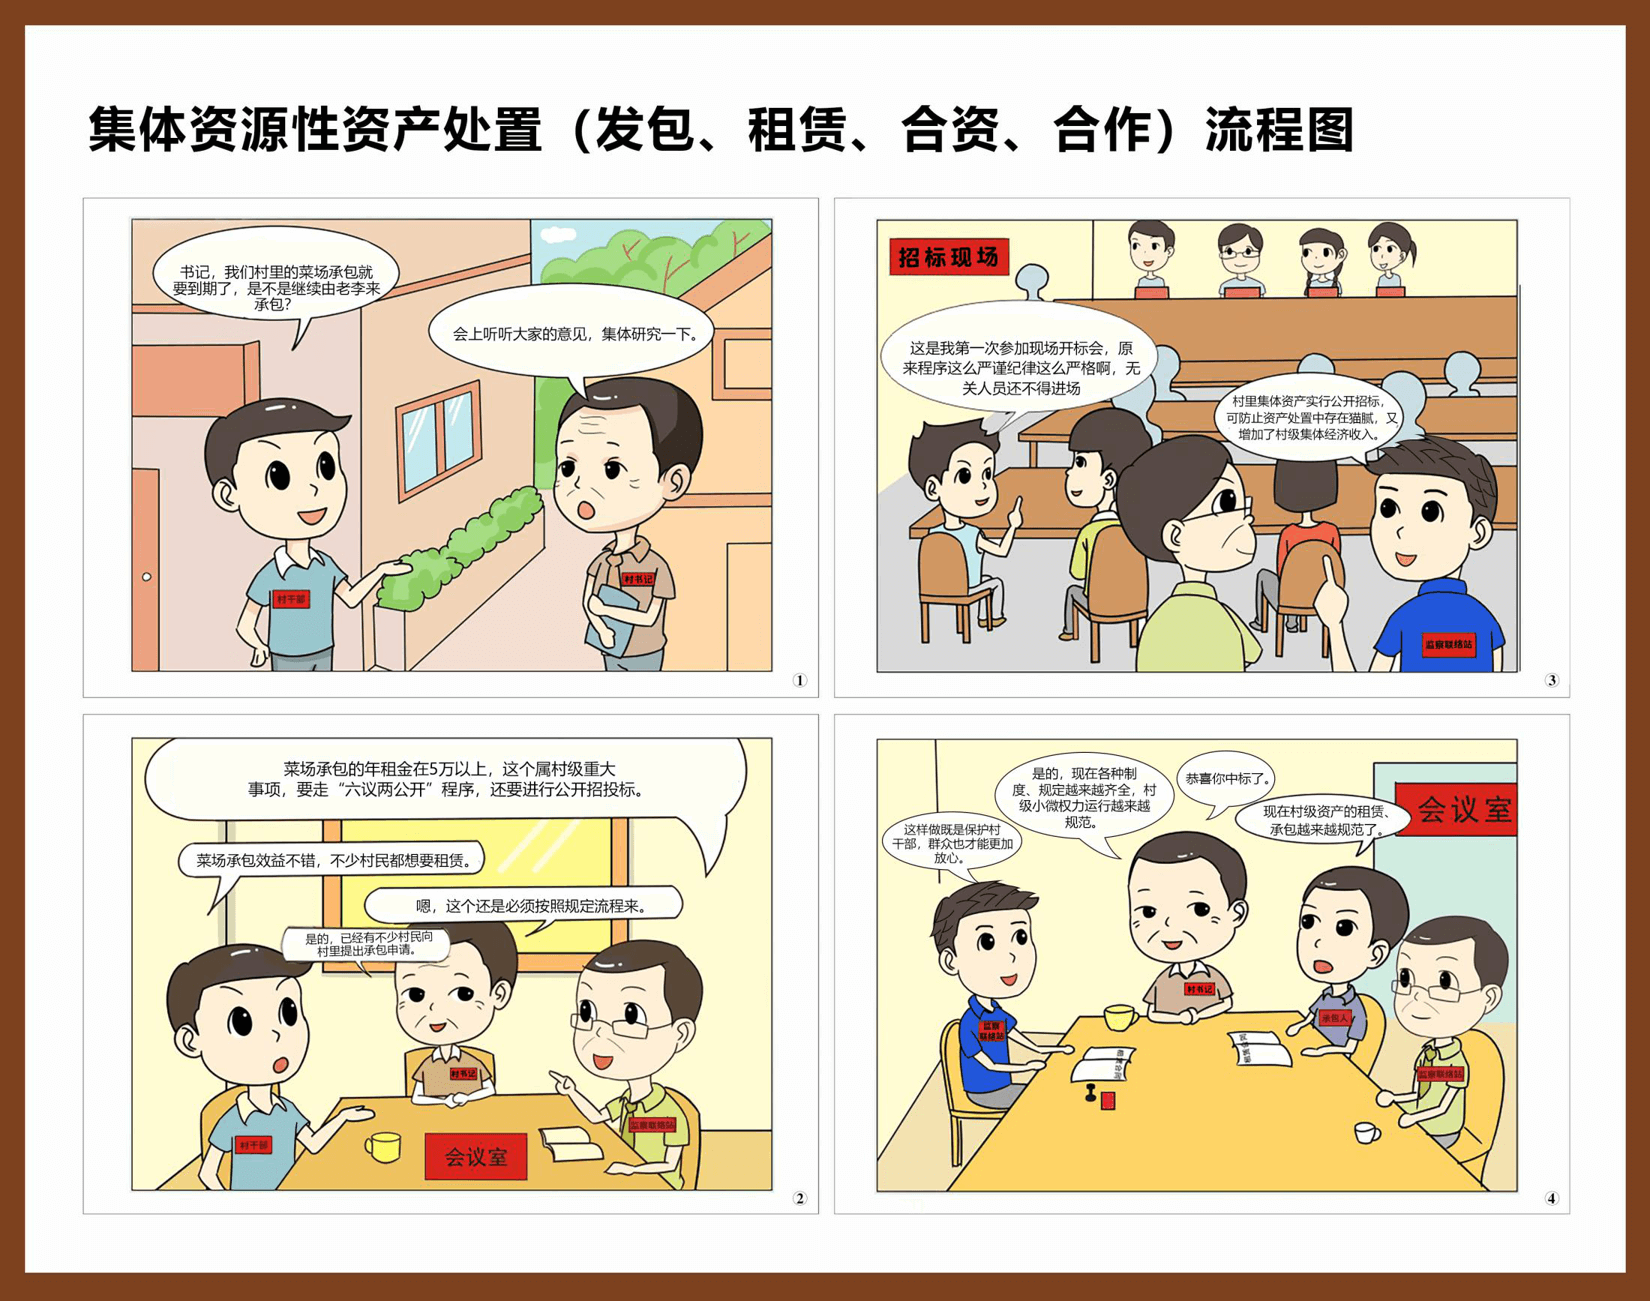 集体资源性资产处置（发包、租赁、合资、合作）流程图
书记，我们村里的菜场承包就
要到期了，是不是继续由老李来
承包？
会上听听大家的意见，集体研究一下。
村干部
村书记
①
菜场承包的年租金在5万以上，这个属村级重大
事项，要走“六议两公开”程序，还要进行公开招投标。
菜场承包效益不错，不少村民都想要租赁。
嗯，这个还是必须按照规定流程来。
是的，已经有不少村民向
村里提出承包申请。
村干部
村书记
监察联络站
会议室
②
招标现场
这是我第一次参加现场开标会，原
来程序这么严谨纪律这么严格啊，无
关人员还不得进场
村里集体资产实行公开招标，
可防止资产处置中存在猫腻，又
增加了村级集体经济收入。
监察联络站
③
这样做既是保护村
干部，群众也才能更加
放心。
是的，现在各种制
度、规定越来越齐全，村
级小微权力运行越来越
规范。
恭喜你中标了。
现在村级资产的租赁、
承包越来越规范了。
会议室
监察
联络站
村书记
承包人
监察联络站
④